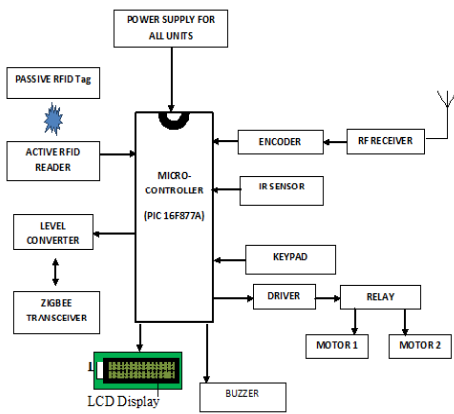 POWER SUPPLY FOR
ALL UNITS
PASSIVE RFID Tag
ACTIVE RFID
READER
MICRO-
CONTROLLER
(PIC 16F877A)
ENCODER
RF RECEIVER
IR SENSOR
LEVEL
CONVERTER
KEYPAD
ZIGBEE
TRANSCEIVER
DRIVER
RELAY
MOTOR 1
MOTOR 2
LCD Display
BUZZER